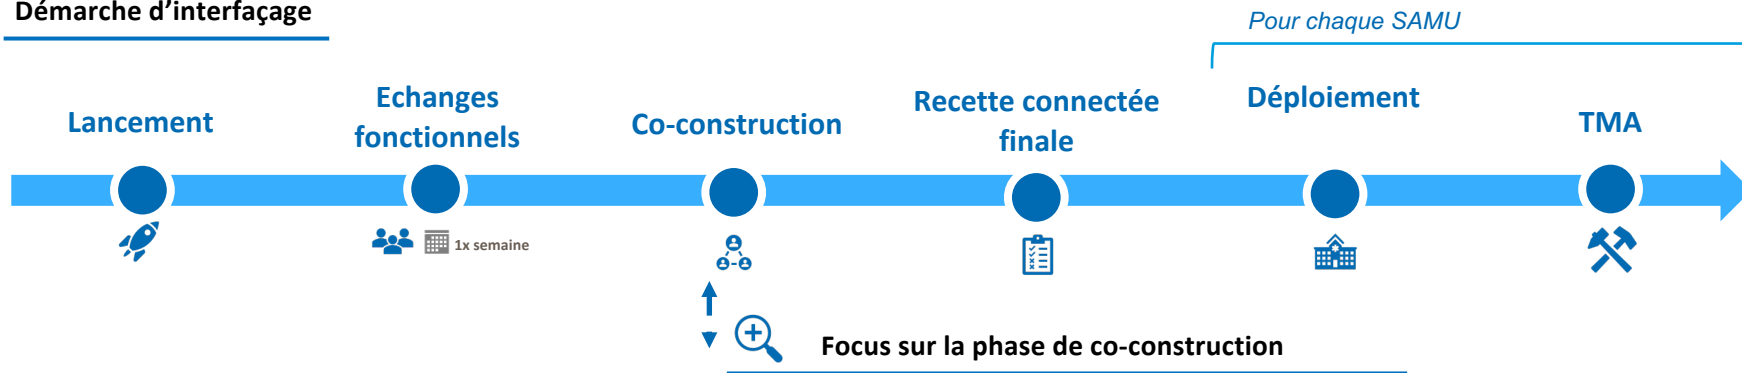 Démarche d’interfaçage
Pour chaque SAMU
Lancement
Echanges
fonctionnels
Co-construction
Recette connectée
finale
Déploiement
TMA
1x semaine
Focus sur la phase de co-construction